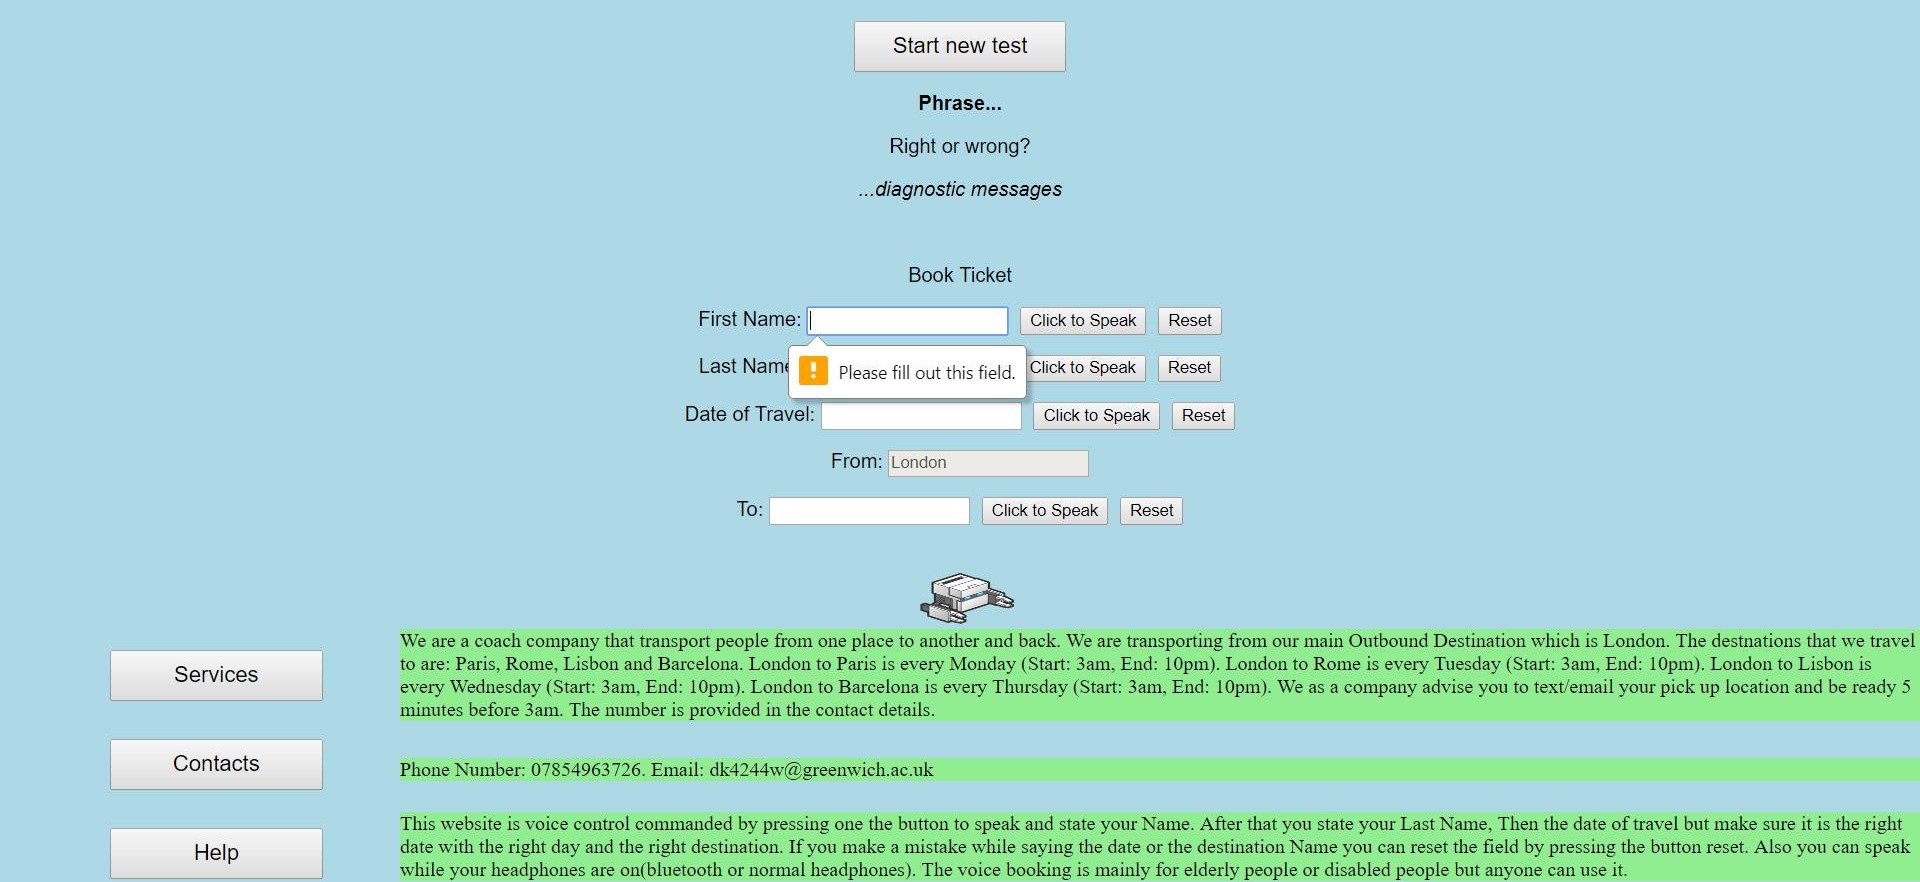 Start new test
Phrase...
Right or wrong?
...diagnostic messages
Book Ticket
First Name: Click to Speak Reset
Please fill out this field.
Last Name Click to Speak Reset
Date of Travel: Click to Speak Reset
From: London
To: Click to Speak Reset
Services
We are a coach company that transport people from one place to another and back. We are transporting from our main Outbound Destination which is London. The destnations that we travel
to are: Paris, Rome, Lisbon and Barcelona. London to Paris is every Monday (Start: 3am, End: 10pm). London to Rome is every Tuesday (Start: 3am, End: 10pm). London to Lisbon is
every Wednesday (Start: 3am, End: 10pm). London to Barcelona is every Thursday (Start: 3am, End: 10pm). We as a company advise you to text/email your pick up location and be ready 5
minutes before 3am. The number is provided in the contact details.
Contacts
Phone Number: 07854963726. Email: dk4244w@greenwich.ac.uk
Help
This website is voice control commanded by pressing one the button to speak and state your Name. After that you state your Last Name, Then the date of travel but make sure it is the right
date with the right day and the right destination. If you make a mistake while saying the date or the destination Name you can reset the field by pressing the button reset. Also you can speak
while your headphones are on(bluetooth or normal headphones). The voice booking is mainly for elderly people or disabled people but anyone can use it.